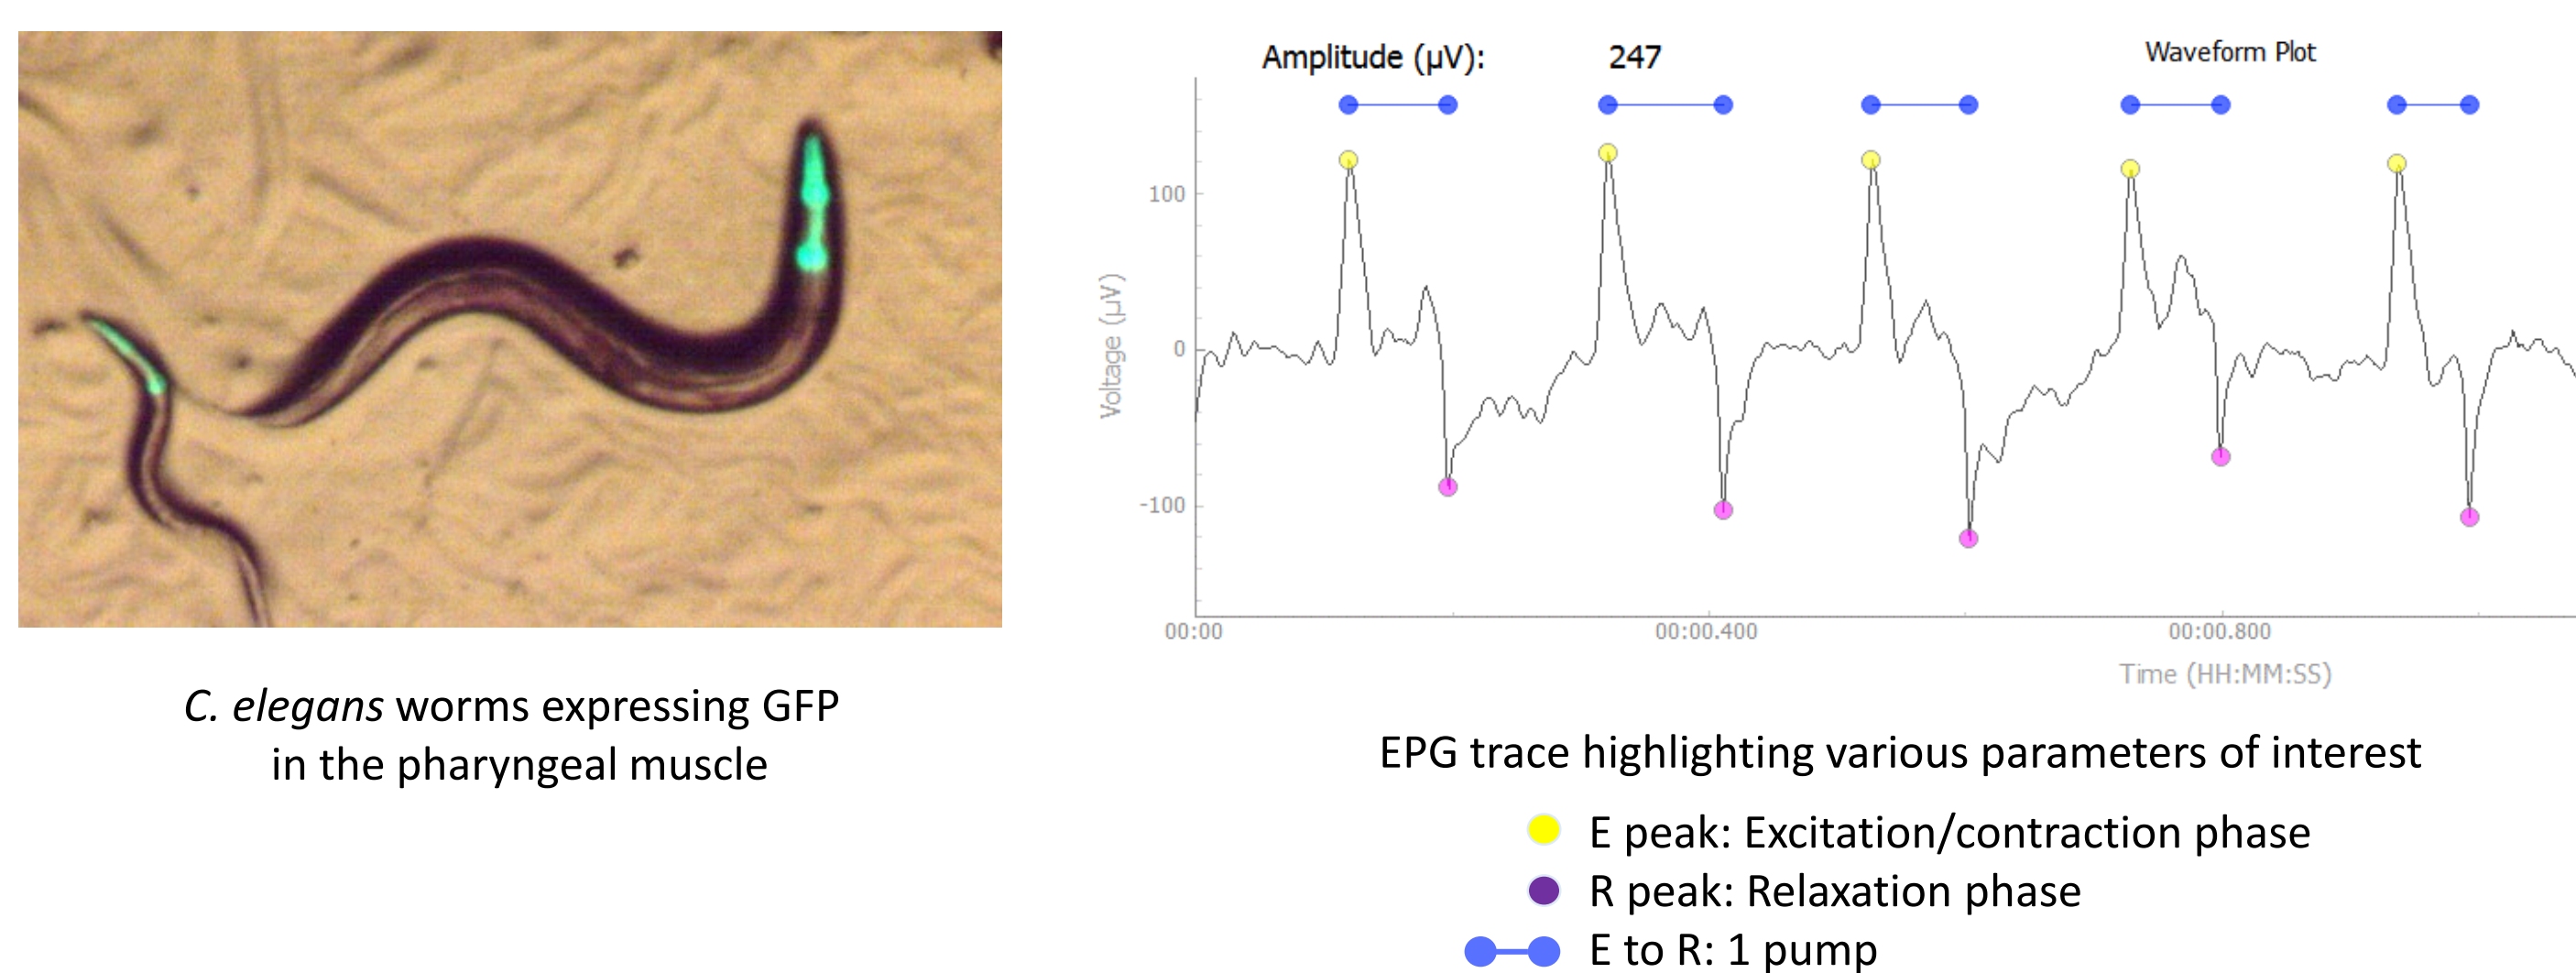 Amplitude (µV): 247
Waveform Plot
100
0
-100
Voltage (µV)
00:00 00:00.400 00:00.800
Time (HH:MM:SS)
C. elegans worms expressing GFP
in the pharyngeal muscle
EPG trace highlighting various parameters of interest
E peak: Excitation/contraction phase
R peak: Relaxation phase
E to R: 1 pump